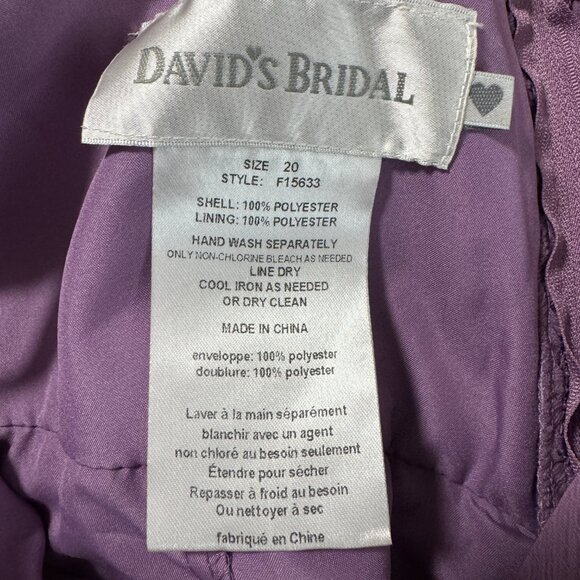 DAVID'S BRIDAL
SIZE 20
STYLE: F15633
SHELL: 100% POLYESTER
LINING: 100% POLYESTER
HAND WASH SEPARATELY
ONLY NON-CHLORINE BLEACH AS NEEDED
LINE DRY
COOL IRON AS NEEDED
OR DRY CLEAN
MADE IN CHINA
enveloppe: 100% polyester
doublure: 100% polyester
Laver à la main séparément
blanchir avec un agent
non chloré au besoin seulement
Étendre pour sécher
Repasser à froid au besoin
Ou nettoyer à sec
fabriqué en Chine